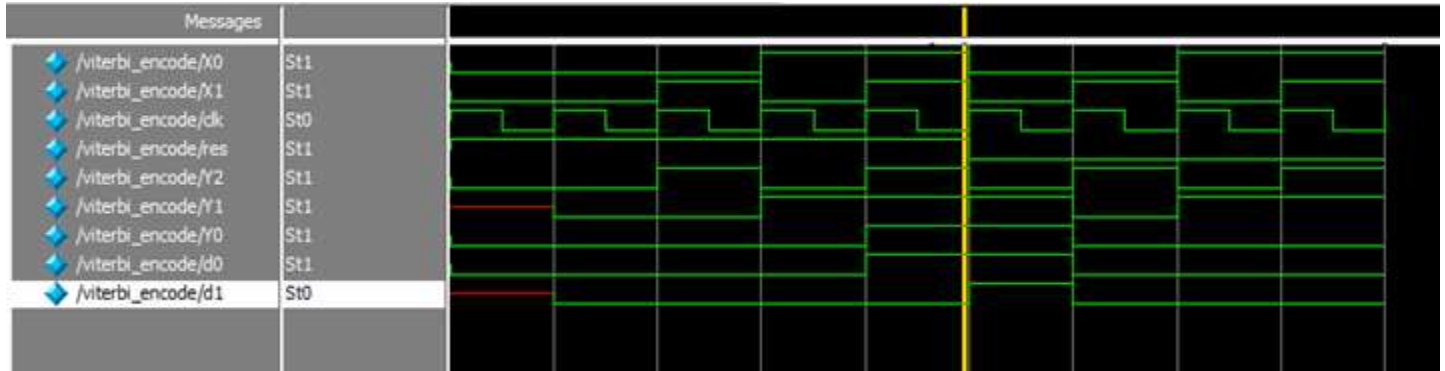 Messages
/viterbi_encode/X0 St1
/viterbi_encode/X1 St1
/viterbi_encode/clk St0
/viterbi_encode/res St1
/viterbi_encode/Y2 St1
/viterbi_encode/Y1 St1
/viterbi_encode/Y0 St1
/viterbi_encode/d0 St1
/viterbi_encode/d1 St0